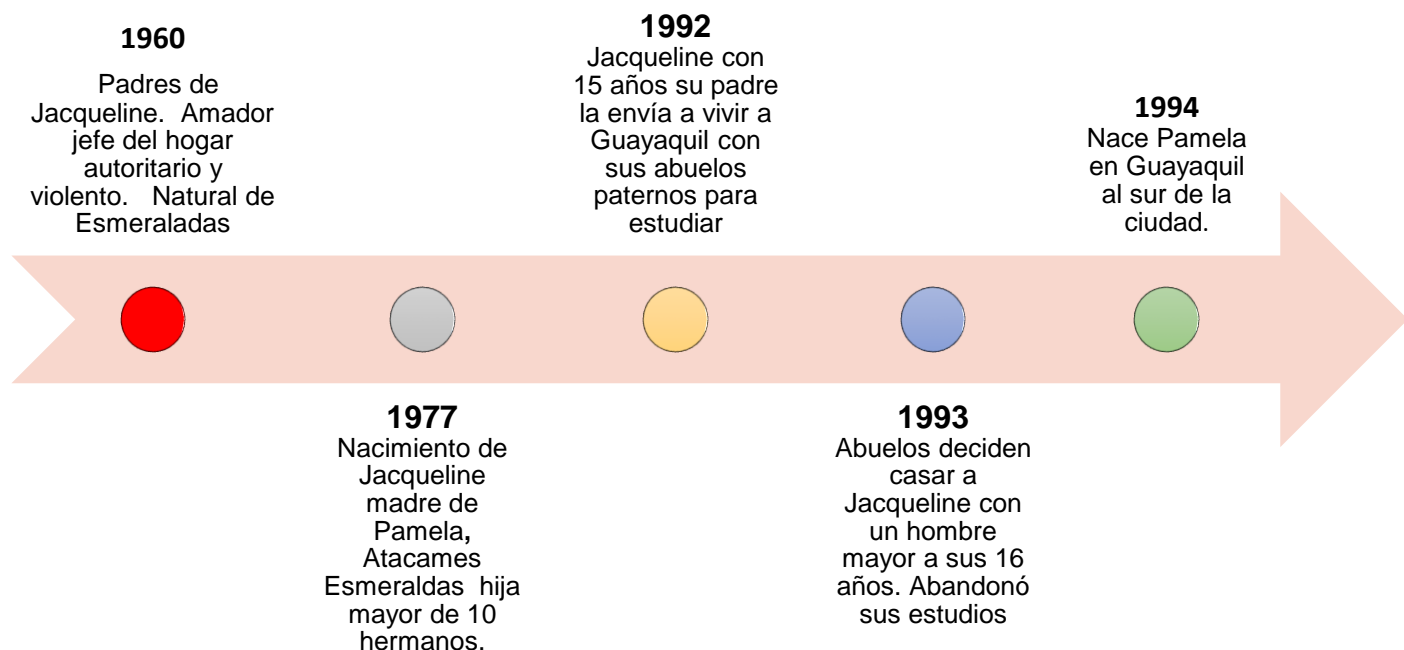 1960
Padres de
Jacqueline. Amador
jefe del hogar
autoritario y
violento. Natural de
Esmeraladas
1977
Nacimiento de
Jacqueline
madre de
Pamela,
Atacames
Esmeraldas hija
mayor de 10
hermanos.
1992
Jacqueline con
15 años su padre
la envía a vivir a
Guayaquil con
sus abuelos
paternos para
estudiar
1993
Abuelos deciden
casar a
Jacqueline con
un hombre
mayor a sus 16
años. Abandonó
sus estudios
1994
Nace Pamela
en Guayaquil
al sur de la
ciudad.